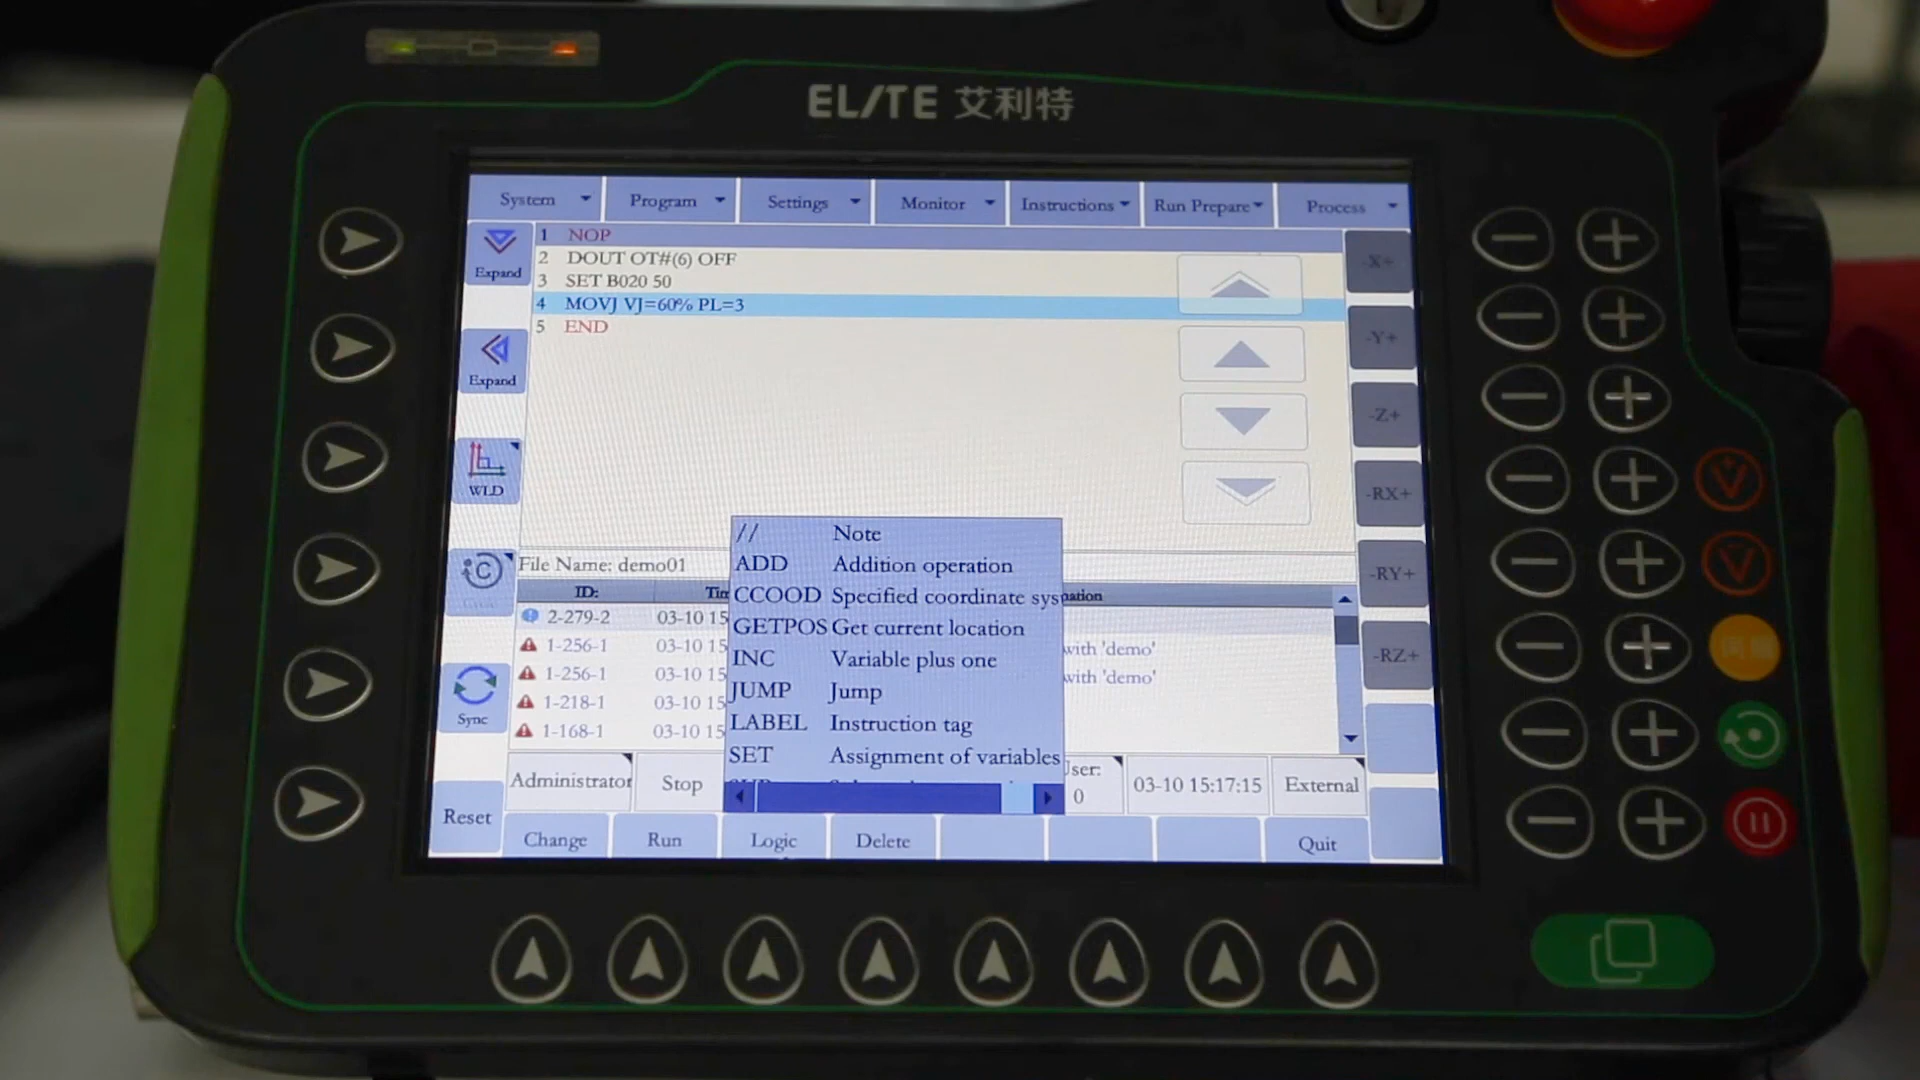 ELITE 艾利特
System Program Settings Monitor Instructions Run Prepare Process
Expand
Expand
WLD
Sync
Reset
1 NOP
2 DOUT OT#(6) OFF
3 SET B020 50
4 MOVJ VJ=60% PL=3
5 END
-X+
-Y+
-Z+
-RX+
-RY+
-RZ+
// Note
ADD Addition operation
CCOOD Specified coordinate sys
GETPOS Get current location
INC Variable plus one
JUMP Jump
LABEL Instruction tag
SET Assignment of variables
File Name: demo01
ID:
2-279-2 03-10 15
1-256-1 03-10 15 with 'demo'
1-256-1 03-10 15 with 'demo'
1-218-1 03-10 15
1-168-1 03-10 15
Administrator Stop 0 03-10 15:17:15 External
Change Run Logic Delete Quit